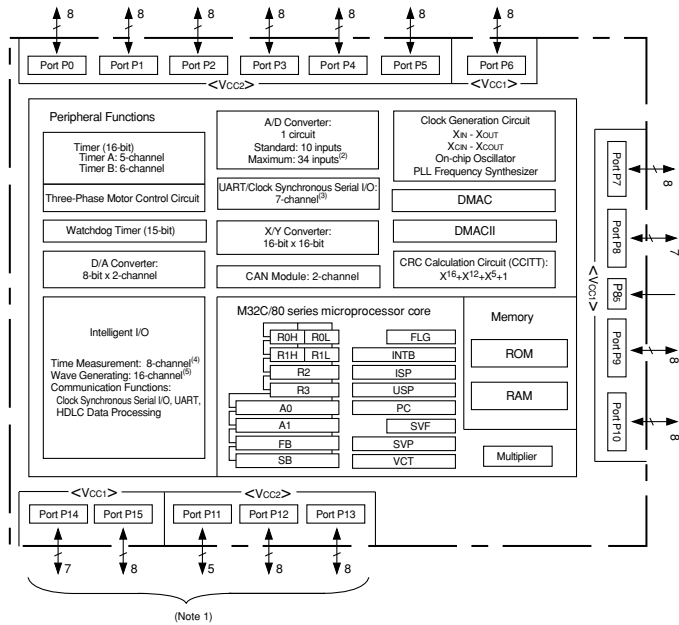 8 8 8 8 8 8 8
Port P0 Port P1 Port P2 Port P3 Port P4 Port P5 Port P6
<VCC2> <VCC1>
Peripheral Functions
Timer (16-bit)
Timer A: 5-channel
Timer B: 6-channel
Three-Phase Motor Control Circuit
Watchdog Timer (15-bit)
D/A Converter:
8-bit x 2-channel
Intelligent I/O
Time Measurement: 8-channel(4)
Wave Generating: 16-channel(5)
Communication Functions:
Clock Synchronous Serial I/O, UART,
HDLC Data Processing
A/D Converter:
1 circuit
Standard: 10 inputs
Maximum: 34 inputs(2)
UART/Clock Synchronous Serial I/O:
7-channel(3)
X/Y Converter:
16-bit x 16-bit
CAN Module: 2-channel
Clock Generation Circuit
XIN - XOUT
XCIN - XCOUT
On-chip Oscillator
PLL Frequency Synthesizer
DMAC
DMACII
CRC Calculation Circuit (CCITT):
X16+X12+X5+1
M32C/80 series microprocessor core
R0H R0L
R1H R1L
R2
R3
A0
A1
FB
SB
FLG
INTB
ISP
USP
PC
SVF
SVP
VCT
Memory
ROM
RAM
Multiplier
<VCC1>
Port P7
8
Port P8
7
P85
Port P9
8
Port P10
8
<VCC1> <VCC2>
Port P14 Port P15 Port P11 Port P12 Port P13
7 8 5 8 8
(Note 1)